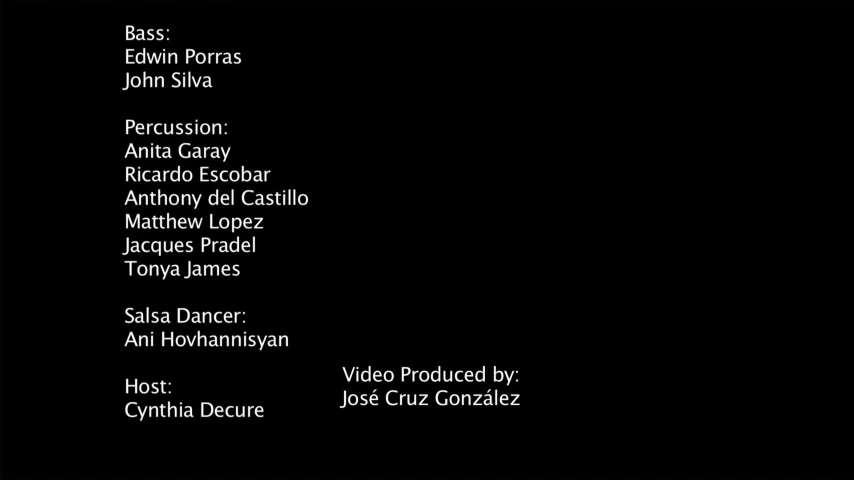 Bass:
Edwin Porras
John Silva
Percussion:
Anita Garay
Ricardo Escobar
Anthony del Castillo
Matthew Lopez
Jacques Pradel
Tonya James
Salsa Dancer:
Ani Hovhannisyan
Host:
Cynthia Decure
Video Produced by:
José Cruz González